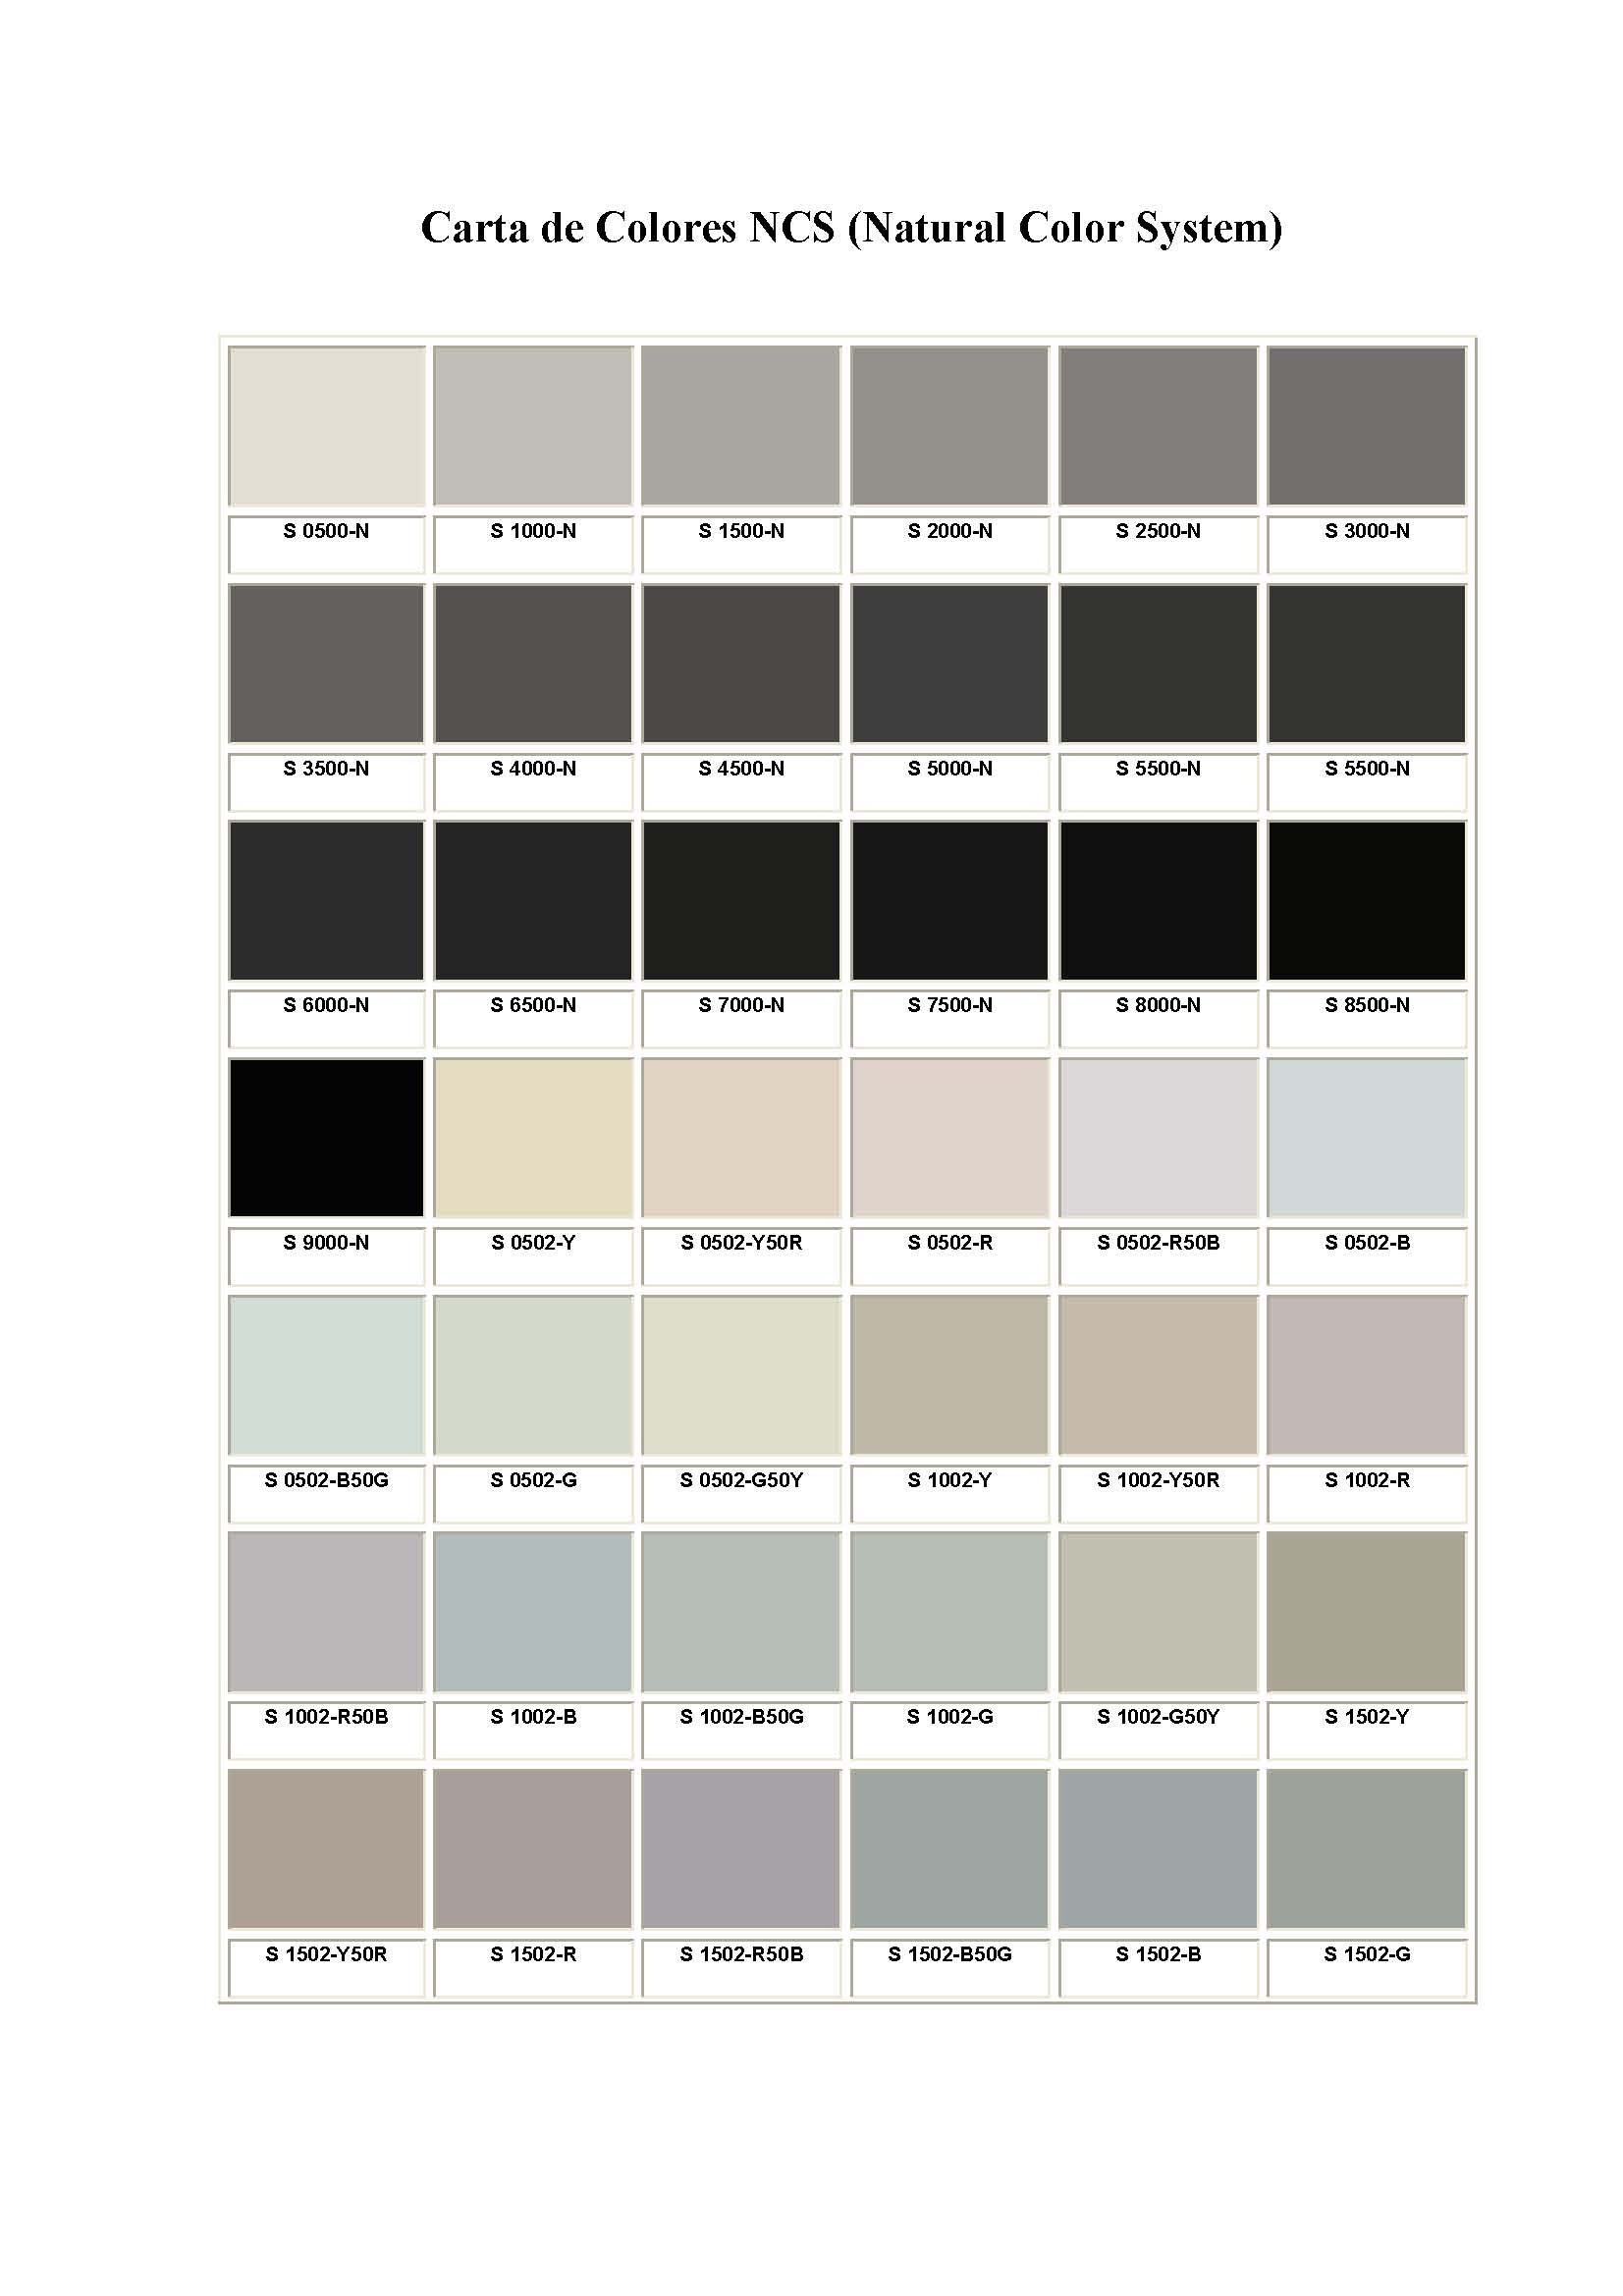 Carta de Colores NCS (Natural Color System)
S 0500-N S 1000-N S 1500-N S 2000-N S 2500-N S 3000-N
S 3500-N S 4000-N S 4500-N S 5000-N S 5500-N S 5500-N
S 6000-N S 6500-N S 7000-N S 7500-N S 8000-N S 8500-N
S 9000-N S 0502-Y S 0502-Y50R S 0502-R S 0502-R50B S 0502-B
S 0502-B50G S 0502-G S 0502-G50Y S 1002-Y S 1002-Y50R S 1002-R
S 1002-R50B S 1002-B S 1002-B50G S 1002-G S 1002-G50Y S 1502-Y
S 1502-Y50R S 1502-R S 1502-R50B S 1502-B50G S 1502-B S 1502-G